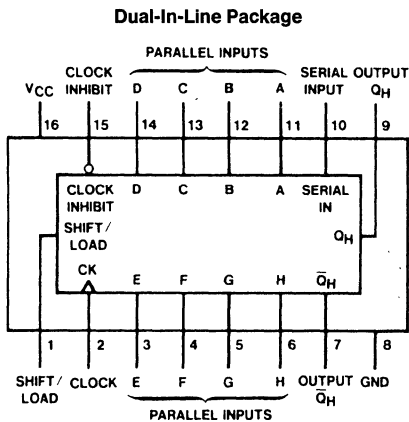 Dual-In-Line Package
PARALLEL INPUTS
CLOCK SERIAL OUTPUT
VCC INHIBIT D C B A INPUT QH
16 15 14 13 12 11 10 9
CLOCK D C B A SERIAL
INHIBIT IN
SHIFT/
LOAD QH
CK E F G H Q̅H
1 2 3 4 5 6 7 8
SHIFT/ CLOCK E F G H OUTPUT GND
LOAD Q̅H
PARALLEL INPUTS